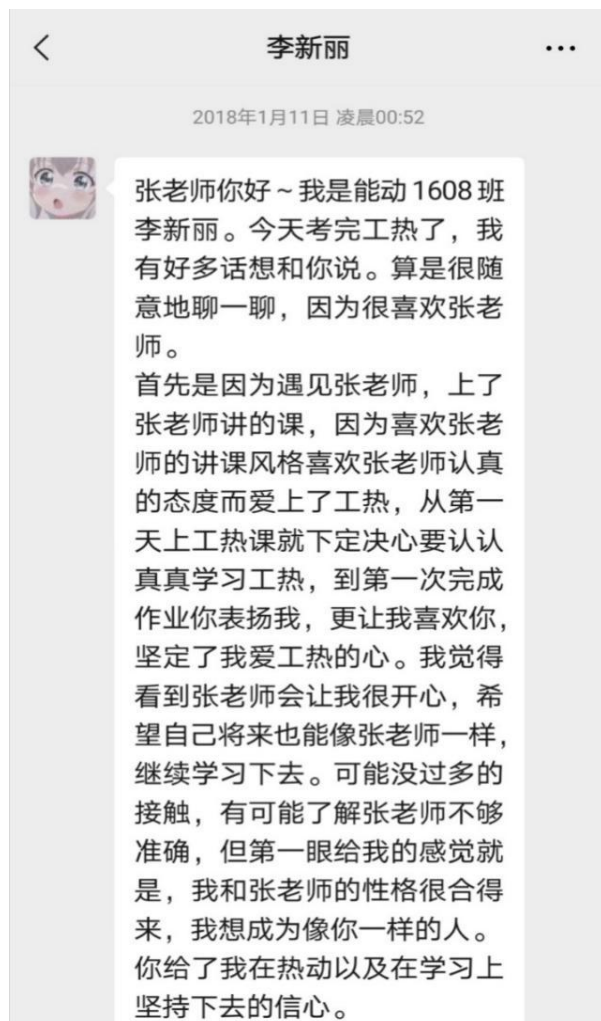 李新丽
2018年1月11日 凌晨00:52
张老师你好～我是能动1608班
李新丽。今天考完工热了，我
有好多话想和你说。算是很随
意地聊一聊，因为很喜欢张老
师。
首先是因为遇见张老师，上了
张老师讲的课，因为喜欢张老
师的讲课风格喜欢张老师认真
的态度而爱上了工热，从第一
天上工热课就下定决心要认认
真真学习工热，到第一次完成
作业你表扬我，更让我喜欢你，
坚定了我爱工热的心。我觉得
看到张老师会让我很开心，希
望自己将来也能像张老师一样，
继续学习下去。可能没过多的
接触，有可能了解张老师不够
准确，但第一眼给我的感觉就
是，我和张老师的性格很合得
来，我想成为像你一样的人。
你给了我在热动以及在学习上
坚持下去的信心。